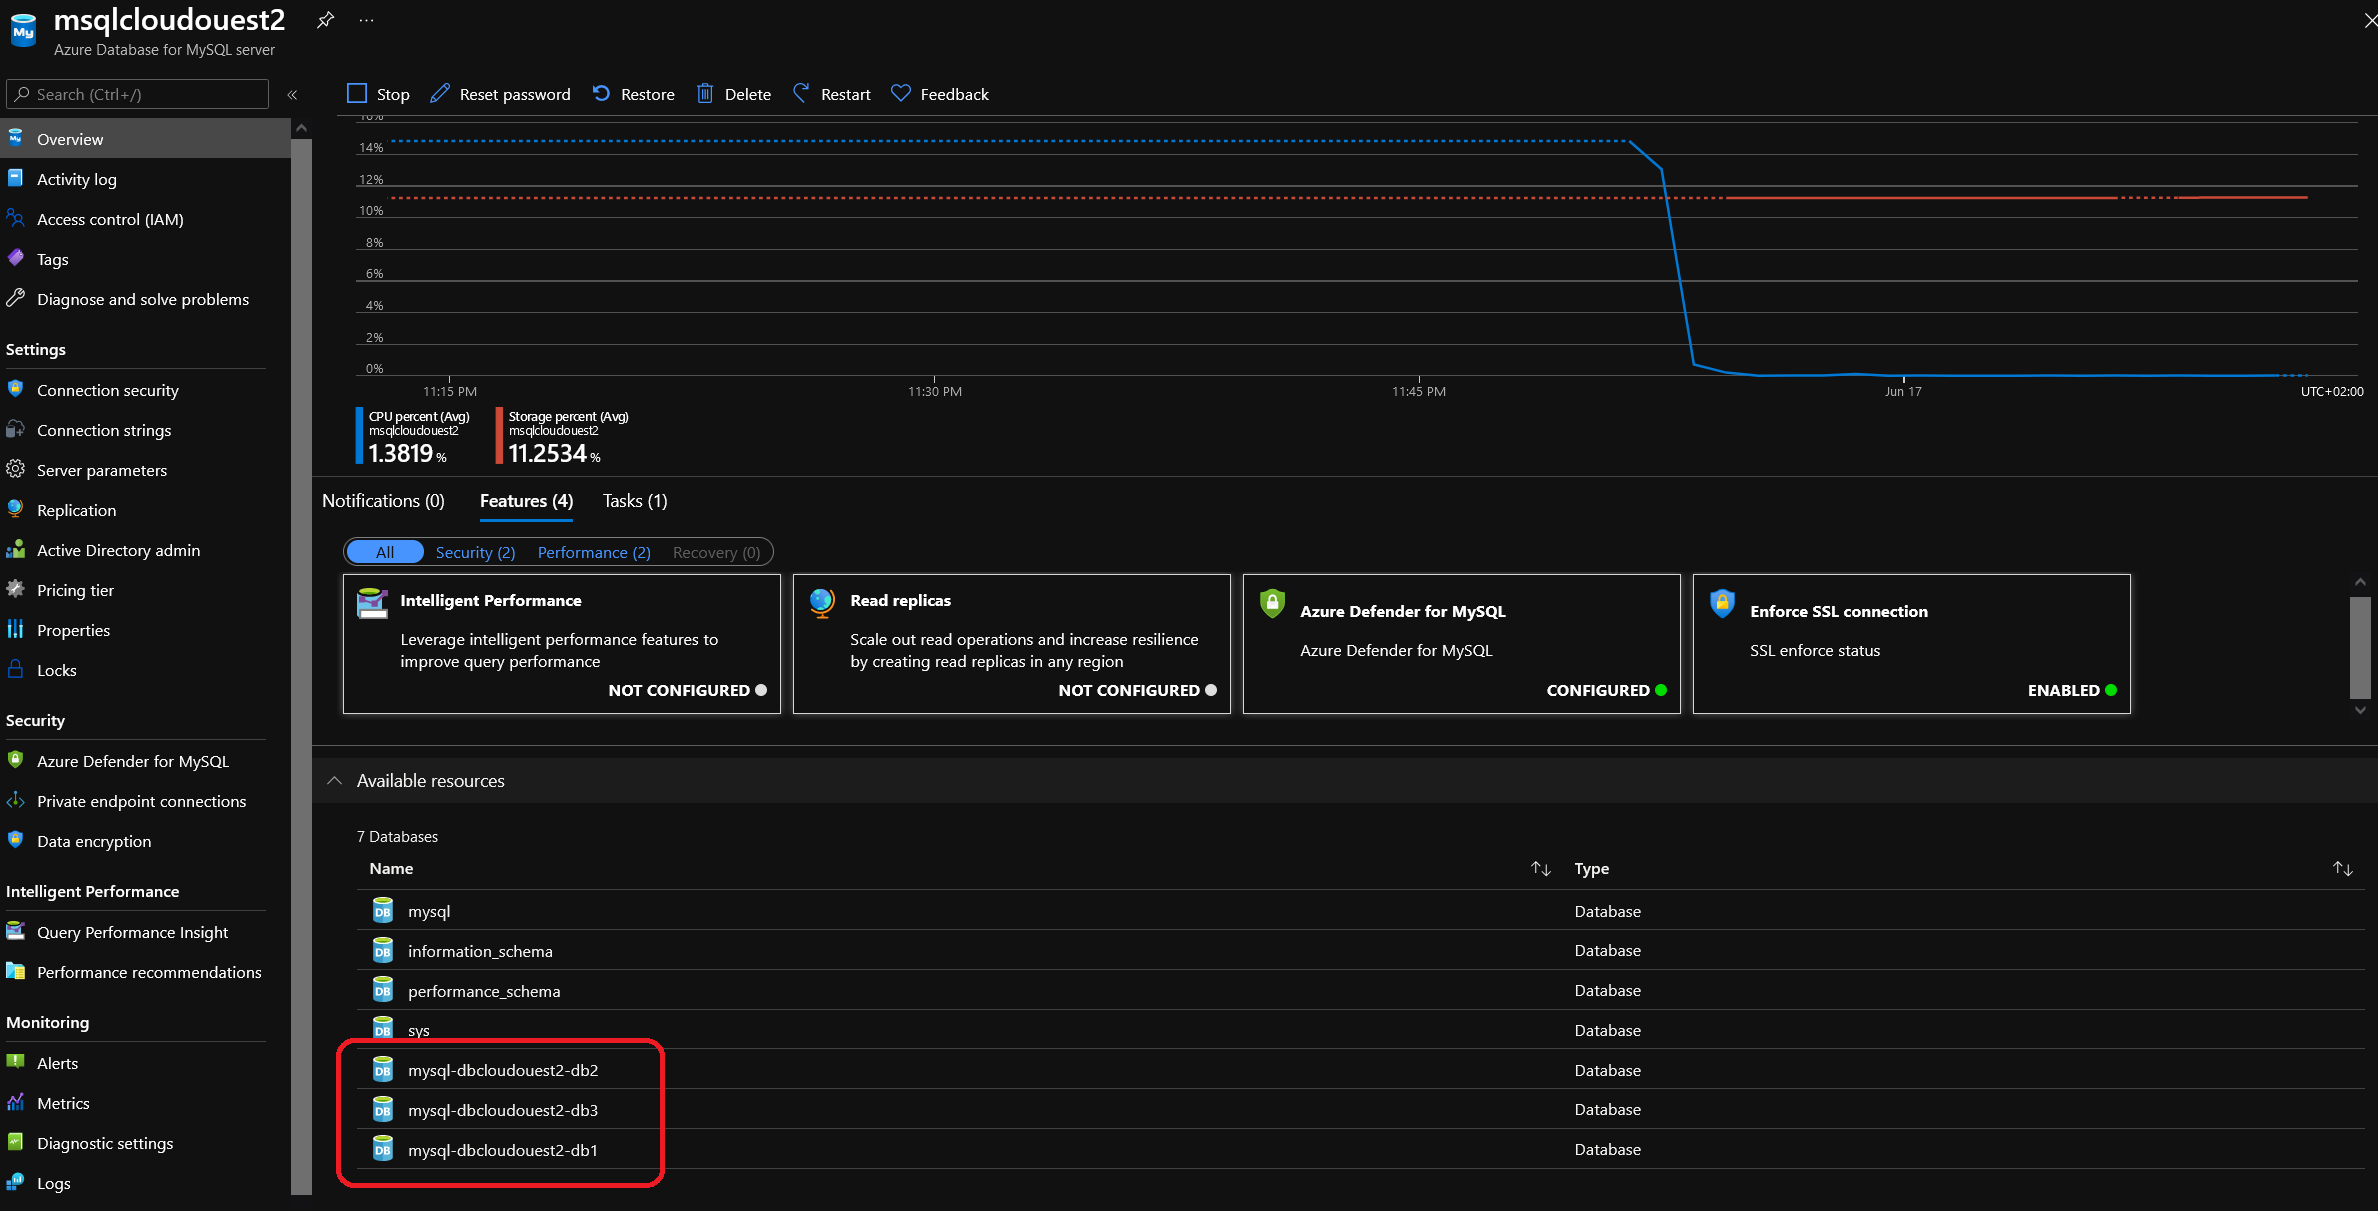 msqlcloudouest2
Azure Database for MySQL server
Search (Ctrl+/)
Overview
Activity log
Access control (IAM)
Tags
Diagnose and solve problems
Settings
Connection security
Connection strings
Server parameters
Replication
Active Directory admin
Pricing tier
Properties
Locks
Security
Azure Defender for MySQL
Private endpoint connections
Data encryption
Intelligent Performance
Query Performance Insight
Performance recommendations
Monitoring
Alerts
Metrics
Diagnostic settings
Logs
Stop Reset password Restore Delete Restart Feedback
16%
14%
12%
10%
8%
6%
4%
2%
0%
11:15 PM 11:30 PM 11:45 PM Jun 17 UTC+02:00
CPU percent (Avg)
msqlcloudouest2
1.3819 %
Storage percent (Avg)
msqlcloudouest2
11.2534 %
Notifications (0) Features (4) Tasks (1)
All Security (2) Performance (2) Recovery (0)
Intelligent Performance
Leverage intelligent performance features to
improve query performance
NOT CONFIGURED
Read replicas
Scale out read operations and increase resilience
by creating read replicas in any region
NOT CONFIGURED
Azure Defender for MySQL
Azure Defender for MySQL
CONFIGURED
Enforce SSL connection
SSL enforce status
ENABLED
Available resources
7 Databases
Name Type
DB mysql Database
DB information_schema Database
DB performance_schema Database
DB sys Database
DB mysql-dbcloudouest2-db2 Database
DB mysql-dbcloudouest2-db3 Database
DB mysql-dbcloudouest2-db1 Database